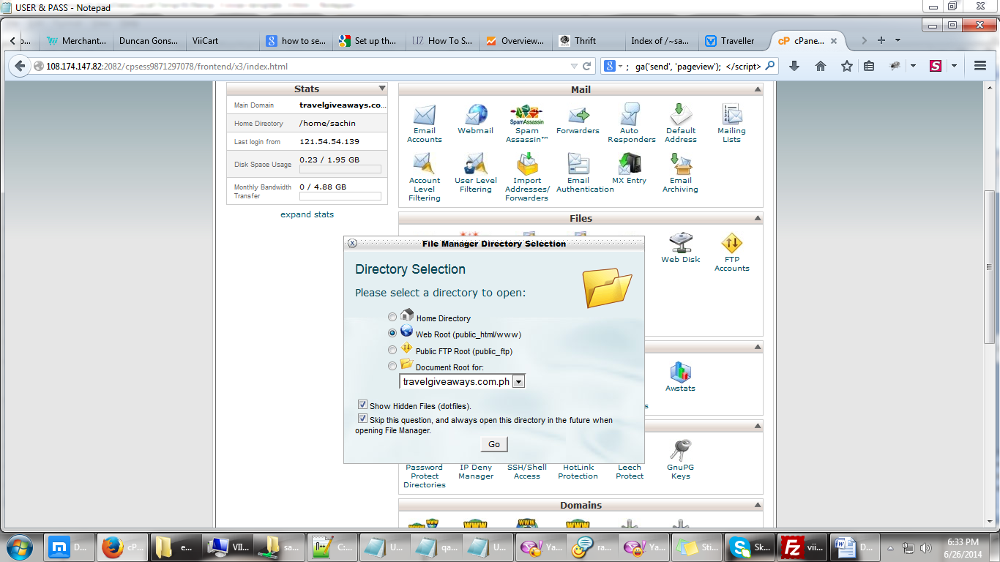 USER & PASS - Notepad
Merchant...
Duncan Gons...
ViiCart
how to se...
Set up th...
How To S...
Overview...
Thrift
Index of /~sa...
Traveller
cPane...
108.174.147.82:2082/cpsess9871297078/frontend/x3/index.html
; ga('send', 'pageview'); </script>
Stats
Main Domain travelgiveaways.co...
Home Directory /home/sachin
Last login from 121.54.54.139
Disk Space Usage 0.23 / 1.95 GB
Monthly Bandwidth Transfer 0 / 4.88 GB
expand stats
Mail
Email Accounts
Webmail
SpamAssassin
Spam Assassin™
Forwarders
Auto Responders
Default Address
Mailing Lists
Account Level Filtering
User Level Filtering
Import Addresses/ Forwarders
Email Authentication
MX Entry
Email Archiving
Files
Web Disk
FTP Accounts
File Manager Directory Selection
Directory Selection
Please select a directory to open:
Home Directory
Web Root (public_html/www)
Public FTP Root (public_ftp)
Document Root for:
travelgiveaways.com.ph
Show Hidden Files (dotfiles).
Skip this question, and always open this directory in the future when
opening File Manager.
Go
Awstats
Password Protect Directories
IP Deny Manager
SSH/Shell Access
HotLink Protection
Leech Protect
GnuPG Keys
Domains
D...
cP...
e...
VII...
sa...
C:...
U...
qa...
U...
Ya...
ra...
Ya...
Sti...
Sk...
vii...
D...
6:33 PM
6/26/2014